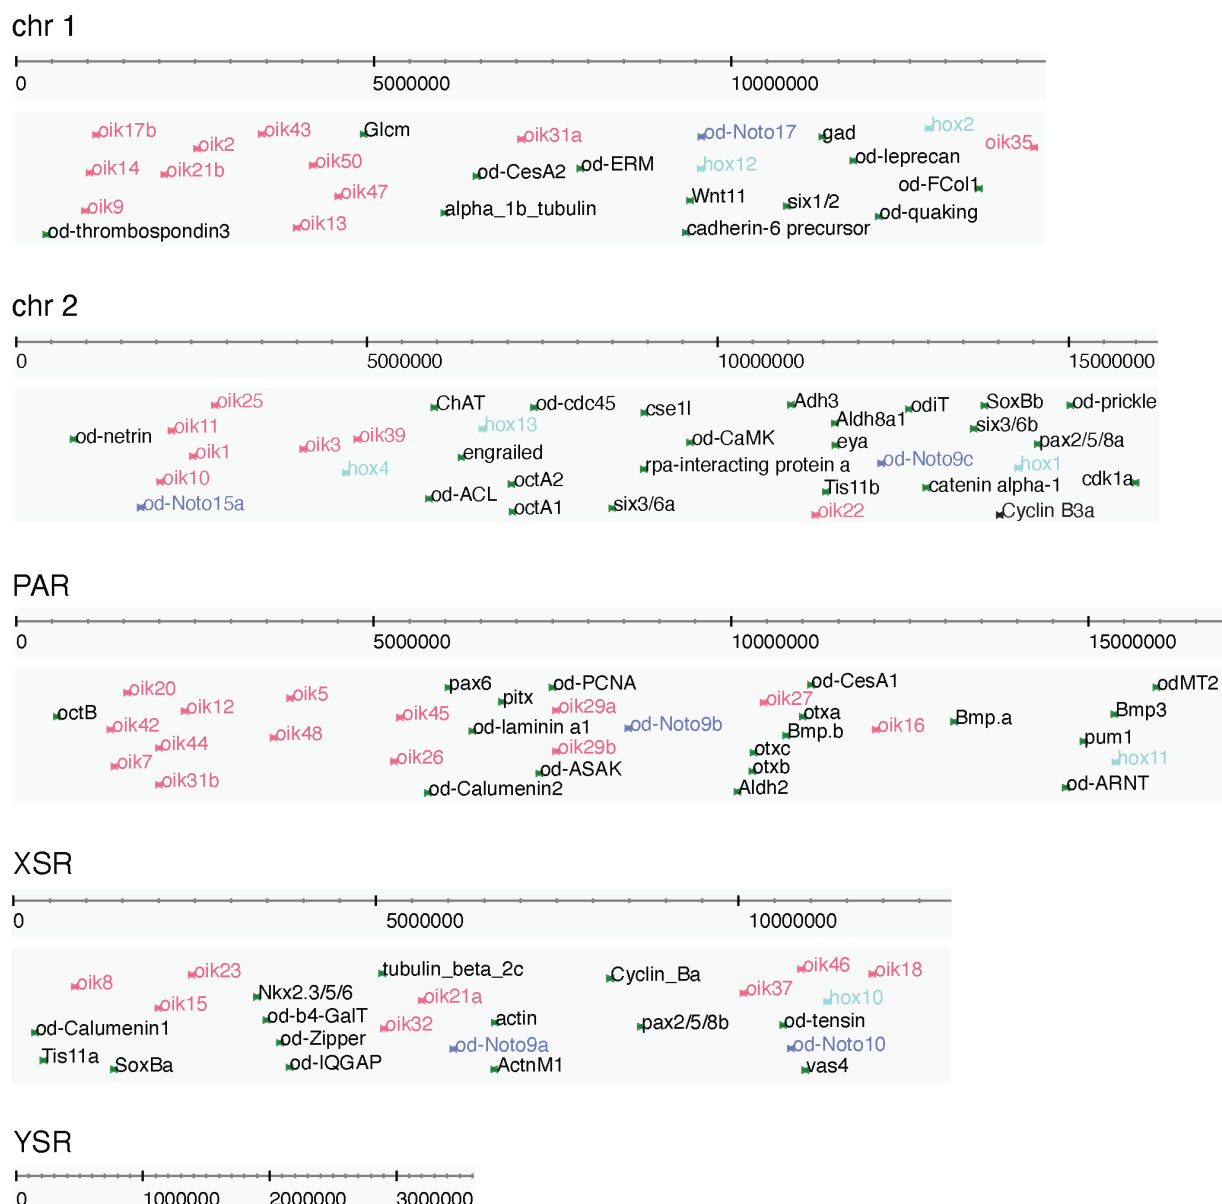 chr 1
0 5000000 10000000
oik17b oik43 Glcm od-Noto17 gad hox2
oik2 oik31a oik35
oik14 oik21b oik50 od-CesA2 od-ERM hox12 od-leprecan
oik47 Wnt11 six1/2 od-FCol1
oik9 alpha_1b_tubulin od-quaking
od-thrombospondin3 oik13 cadherin-6 precursor
chr 2
0 5000000 10000000 15000000
oik25 ChAT od-cdc45 cse1l Adh3 odiT SoxBb od-prickle
oik11 hox13 Aldh8a1 six3/6b
od-netrin oik3 oik39 od-CaMK eye pax2/5/8a
oik1 engrailed od-Noto9c
oik10 hox4 octA2 rpa-interacting protein a hox1 cdk1a
od-ACL Tis11b catenin alpha-1
od-Noto15a octA1 six3/6a oik22 Cyclin B3a
PAR
0 5000000 10000000 15000000
oik20 oik5 pax6 od-PCNA od-CesA1 odMT2
oik12 pitx oik27
octB oik45 oik29a otxa Bmp.a Bmp3
oik42 oik48 od-laminin a1 od-Noto9b Bmp.b oik16
oik44 oik29b otxc pum1
oik7 oik26 od-ASAK otxb hox11
oik31b od-Calumenin2 Aldh2 od-ARNT
XSR
0 5000000 10000000
oik8 oik23 tubulin_beta_2c Cyclin_Ba oik46 oik18
oik15 Nkx2.3/5/6 oik21a oik37 hox10
od-Calumenin1 od-b4-GalT oik32 actin pax2/5/8b od-tensin
od-Zipper od-Noto9a od-Noto10
Tis11a SoxBa od-IQGAP ActnM1 vas4
YSR
0 1000000 2000000 3000000